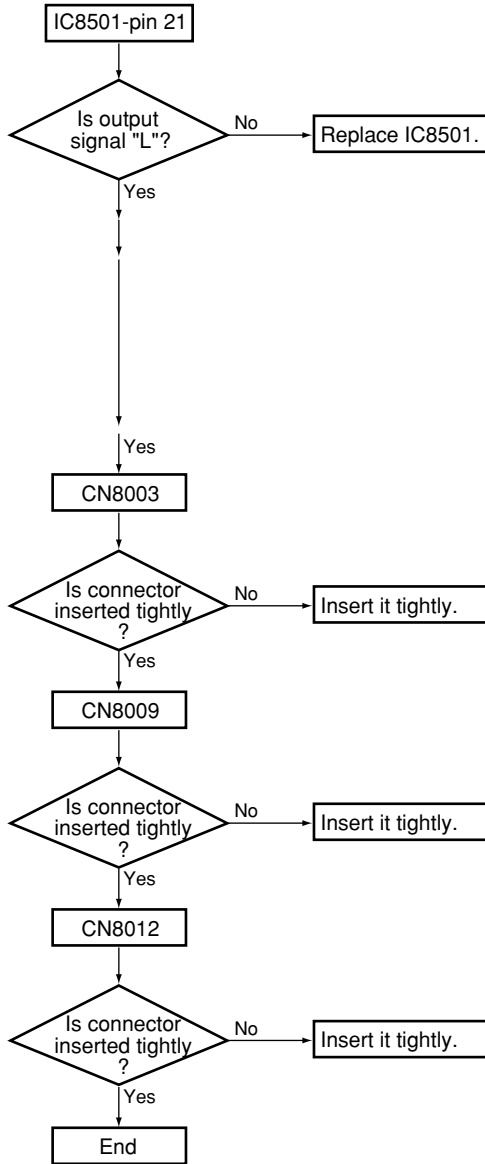 IC8501-pin 21
Is output
signal "L"?
No
Replace IC8501.
Yes
Yes
CN8003
Is connector
inserted tightly
?
No
Insert it tightly.
Yes
CN8009
Is connector
inserted tightly
?
No
Insert it tightly.
Yes
CN8012
Is connector
inserted tightly
?
No
Insert it tightly.
Yes
End